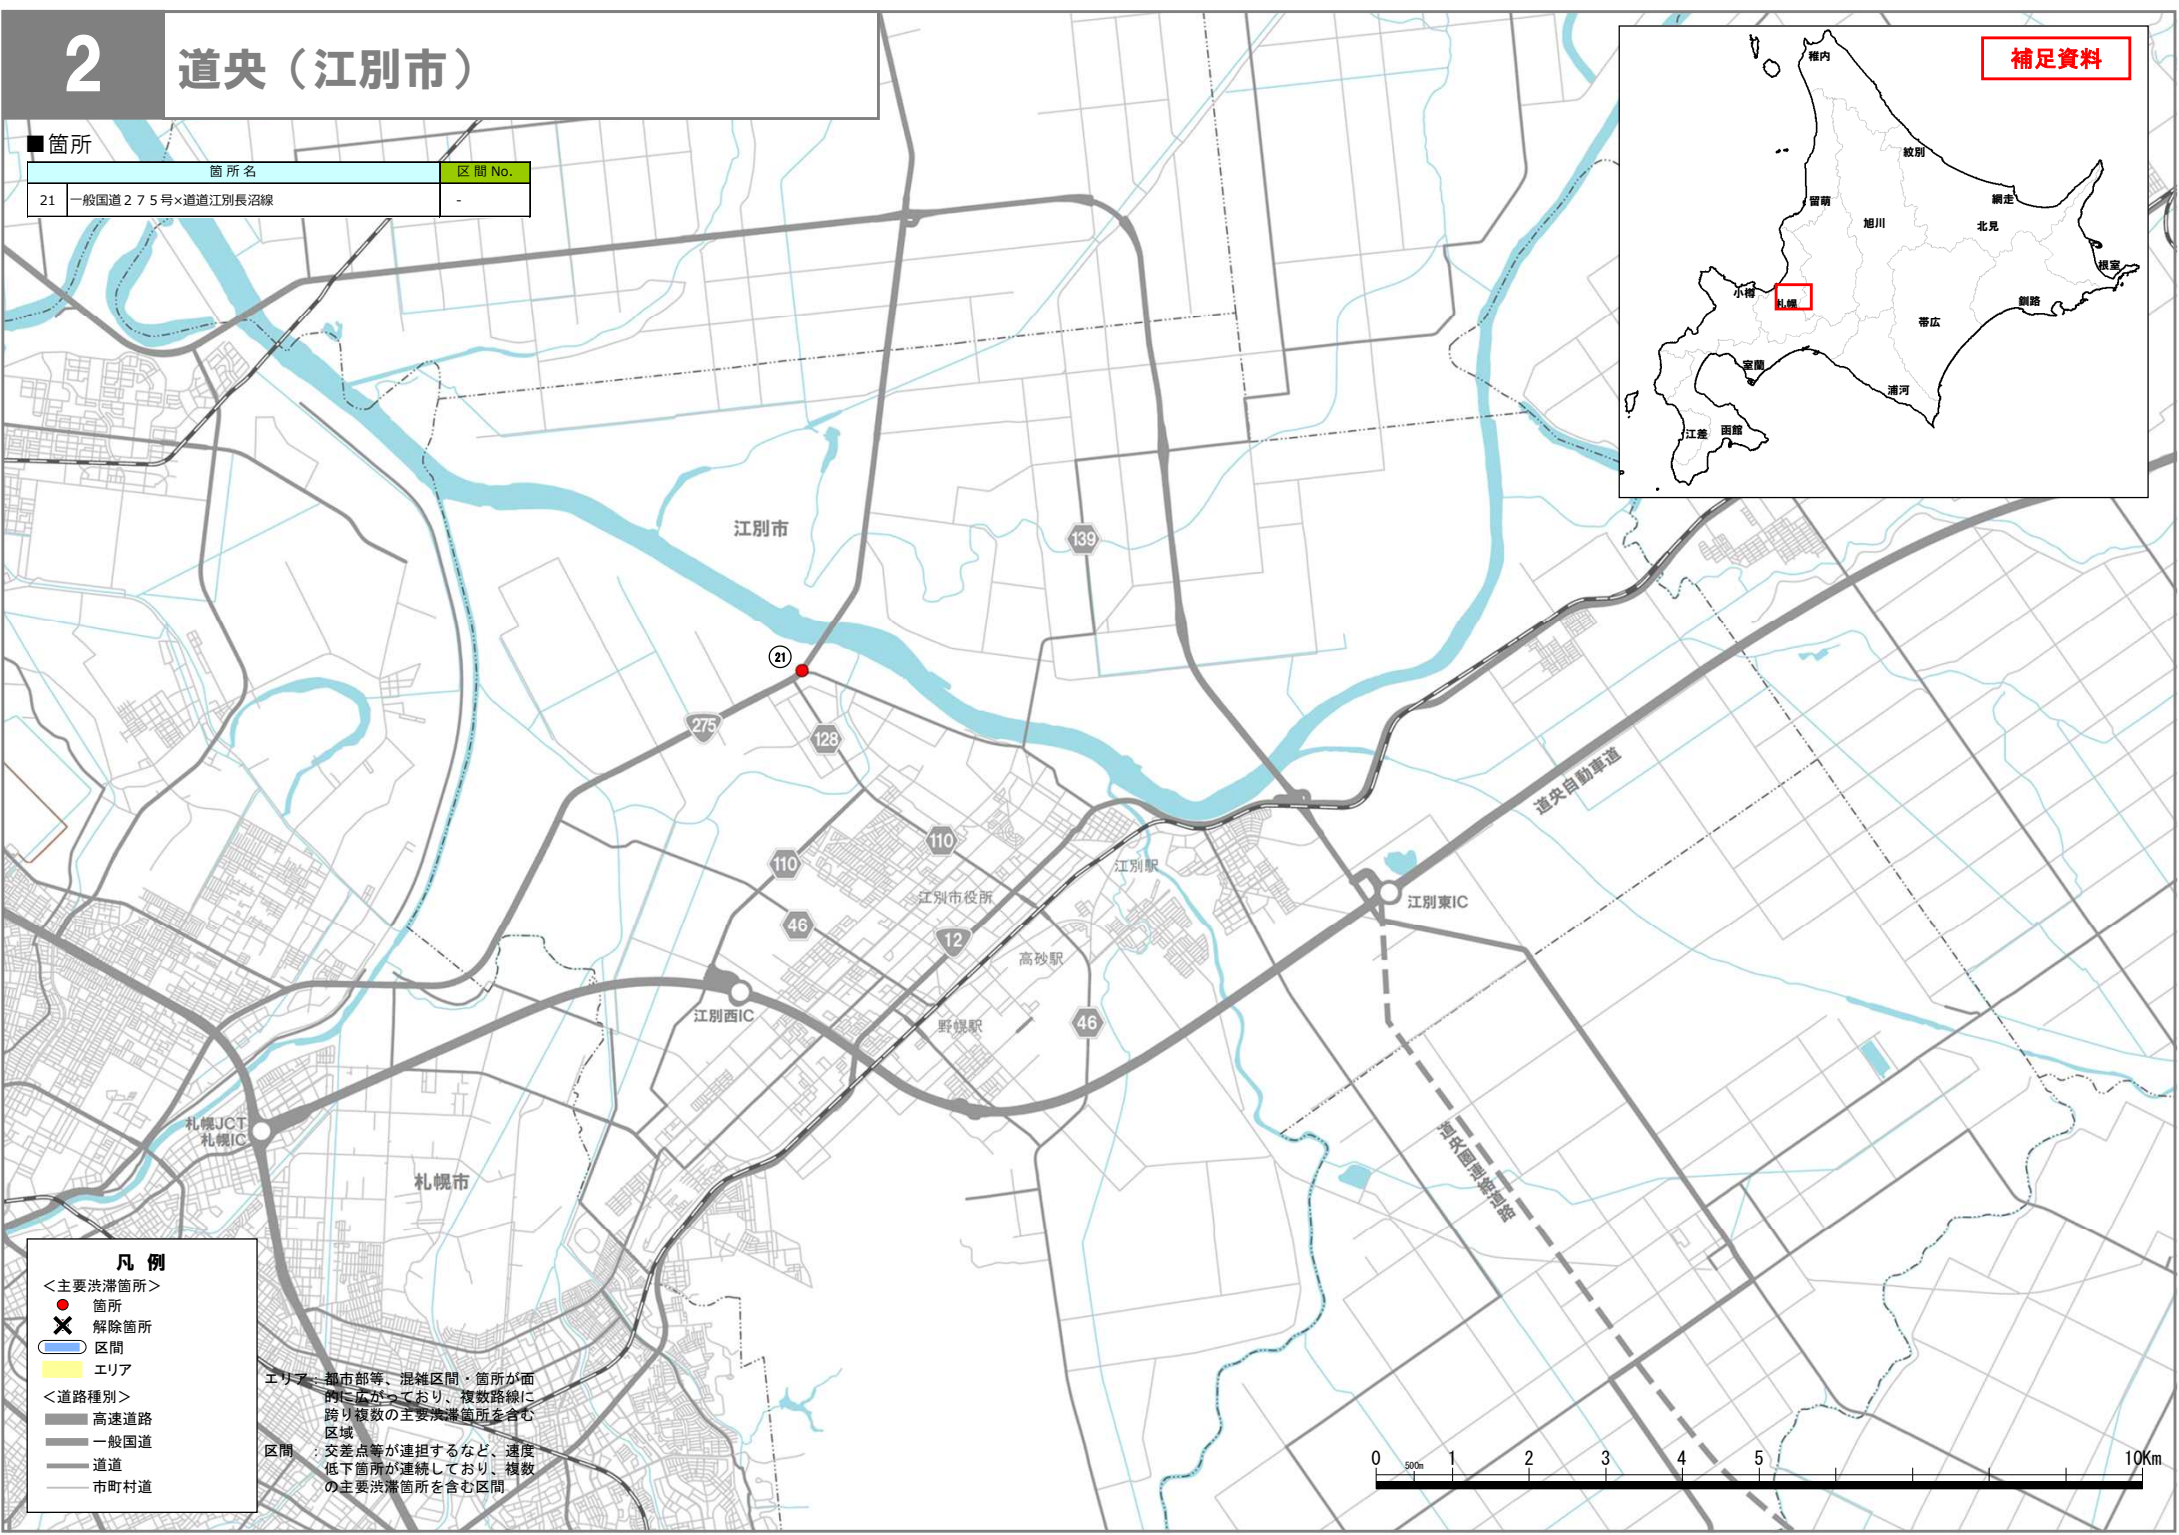 2
道央（江別市）
補足資料
■箇所
箇所名 区間No.
21 一般国道２７５号×道道江別長沼線 -
稚内
紋別
留萌
網走
旭川
北見
根室
小樽
札幌
釧路
帯広
室蘭
浦河
江差
函館
江別市
139
21
275
128
道央自動車道
110
110
江別駅
江別市役所
江別東IC
46
12
高砂駅
江別西IC
野幌駅
46
札幌JCT
札幌IC
道央圏連絡道路
札幌市
凡 例
＜主要渋滞箇所＞
箇所
解除箇所
区間
エリア
＜道路種別＞
高速道路
一般国道
道道
市町村道
エリア：都市部等、混雑区間・箇所が面
的に広がっており、複数路線に
跨り複数の主要渋滞箇所を含む
区域
区間　：交差点等が連担するなど、速度
低下箇所が連続しており、複数
の主要渋滞箇所を含む区間
0 500m 1 2 3 4 5 10Km